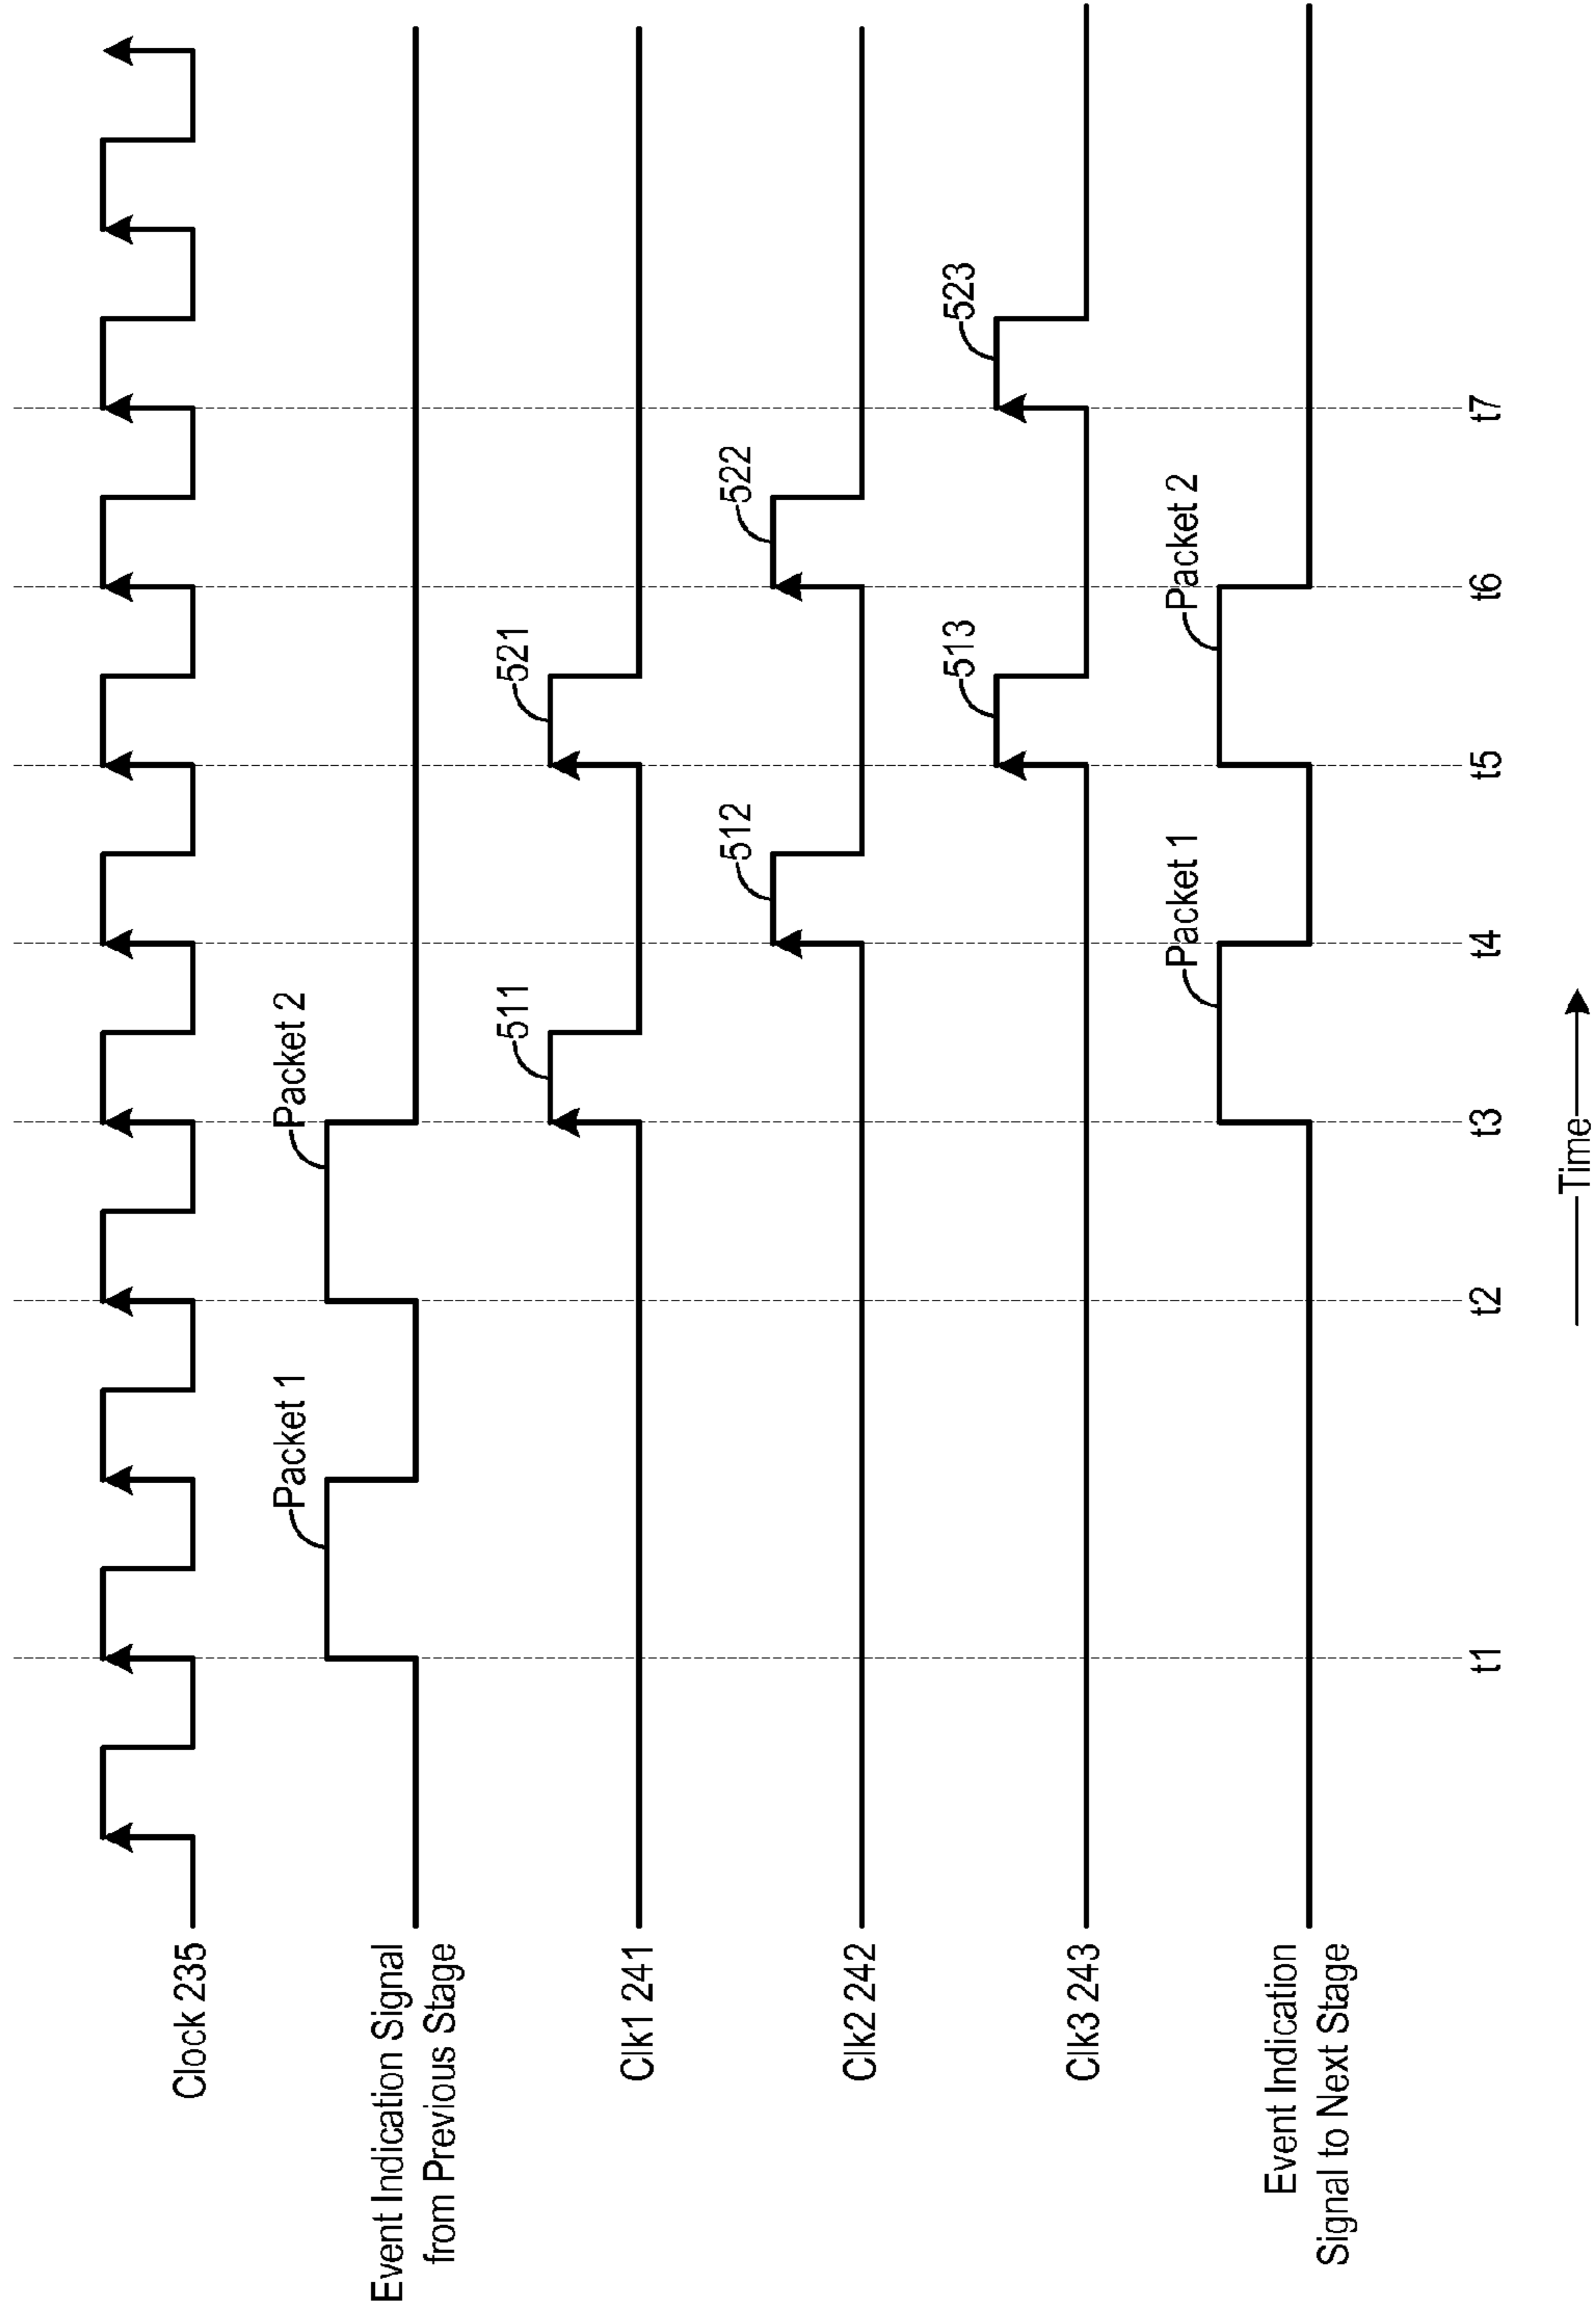 Clock 235
Event Indication Signal
from Previous Stage
Packet 1
Packet 2
Clk1 241
511
521
Clk2 242
512
522
Clk3 243
513
523
Event Indication
Signal to Next Stage
Packet 1
Packet 2
t1
t2
t3
t4
t5
t6
t7
Time